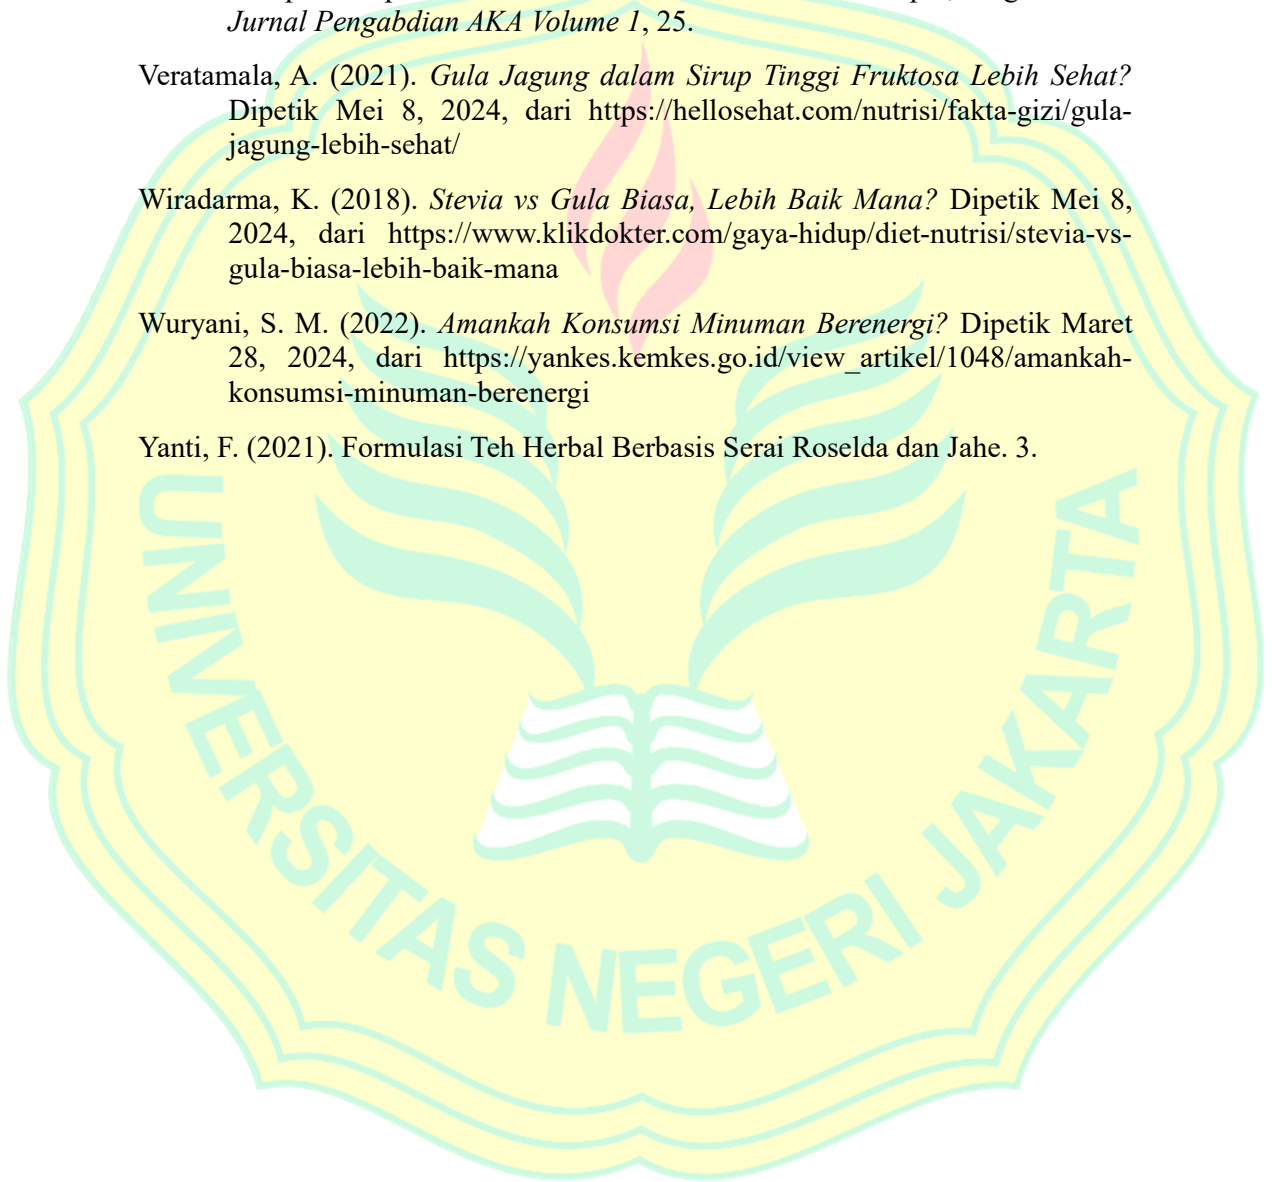 Jurnal Pengabdian AKA Volume 1, 25.
Veratamala, A. (2021). Gula Jagung dalam Sirup Tinggi Fruktosa Lebih Sehat?
Dipetik Mei 8, 2024, dari https://hellosehat.com/nutrisi/fakta-gizi/gula-
jagung-lebih-sehat/
Wiradarma, K. (2018). Stevia vs Gula Biasa, Lebih Baik Mana? Dipetik Mei 8,
2024, dari https://www.klikdokter.com/gaya-hidup/diet-nutrisi/stevia-vs-
gula-biasa-lebih-baik-mana
Wuryani, S. M. (2022). Amankah Konsumsi Minuman Berenergi? Dipetik Maret
28, 2024, dari https://yankes.kemkes.go.id/view_artikel/1048/amankah-
konsumsi-minuman-berenergi
Yanti, F. (2021). Formulasi Teh Herbal Berbasis Serai Roselda dan Jahe. 3.
UNIVERSITAS NEGERI JAKARTA